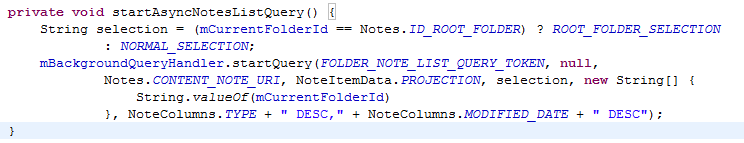 private void startAsyncNotesListQuery() {
    String selection = (mCurrentFolderId == Notes.ID_ROOT_FOLDER) ? ROOT_FOLDER_SELECTION
            : NORMAL_SELECTION;
    mBackgroundQueryHandler.startQuery(FOLDER_NOTE_LIST_QUERY_TOKEN, null,
            Notes.CONTENT_NOTE_URI, NoteItemData.PROJECTION, selection, new String[] {
                String.valueOf(mCurrentFolderId)
            }, NoteColumns.TYPE + " DESC," + NoteColumns.MODIFIED_DATE + " DESC");
}